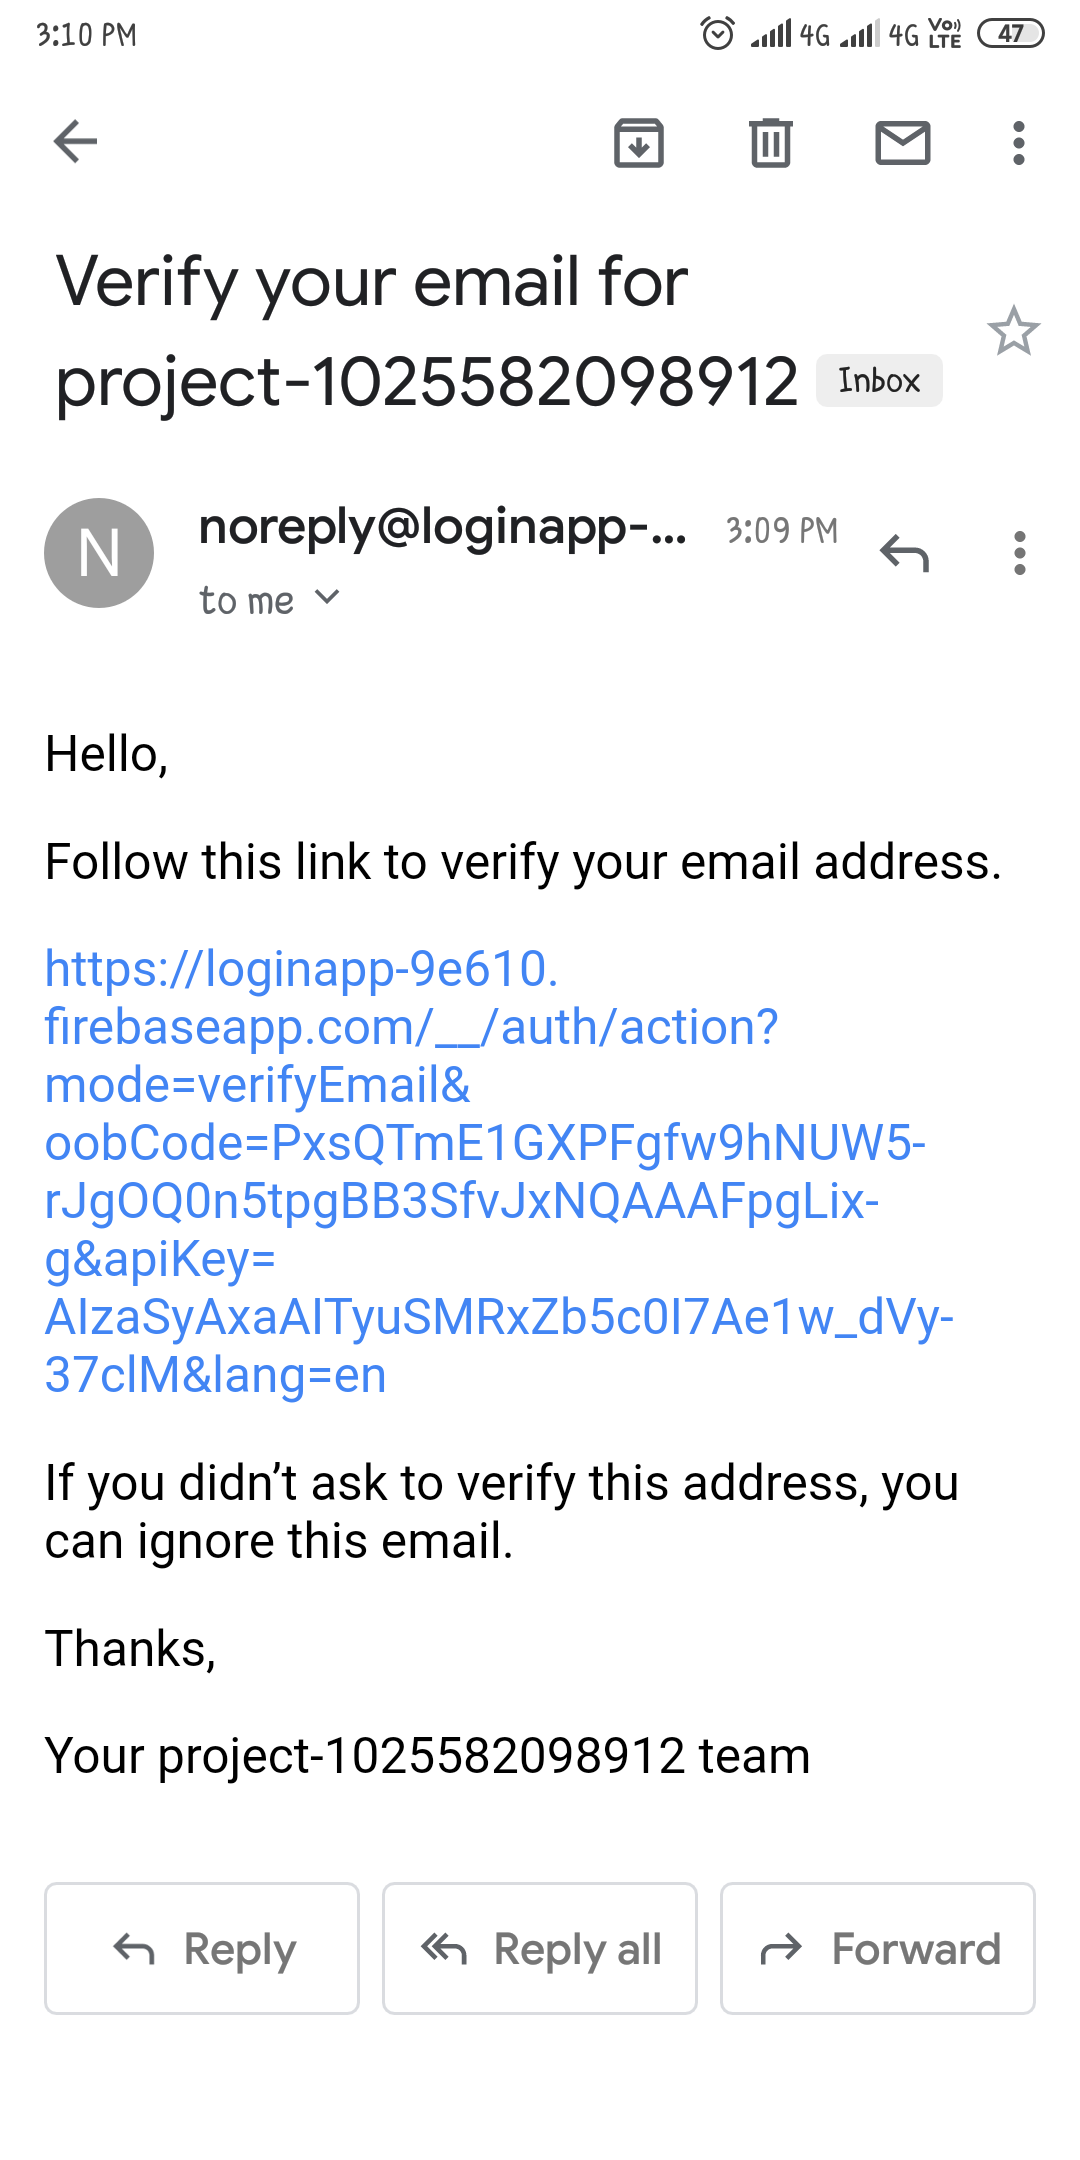 3:10 PM 4G 4G VoLTE 47
Verify your email for
project-1025582098912 Inbox
N
noreply@loginapp-... 3:09 PM
to me
Hello,
Follow this link to verify your email address.
https://loginapp-9e610.
firebaseapp.com/__/auth/action?
mode=verifyEmail&
oobCode=PxsQTmE1GXPFgfw9hNUW5-
rJgOQ0n5tpgBB3SfvJxNQAAAFpgLix-
g&apiKey=
AIzaSyAxaAITyuSMRxZb5c0I7Ae1w_dVy-
37clM&lang=en
If you didn’t ask to verify this address, you
can ignore this email.
Thanks,
Your project-1025582098912 team
Reply Reply all Forward